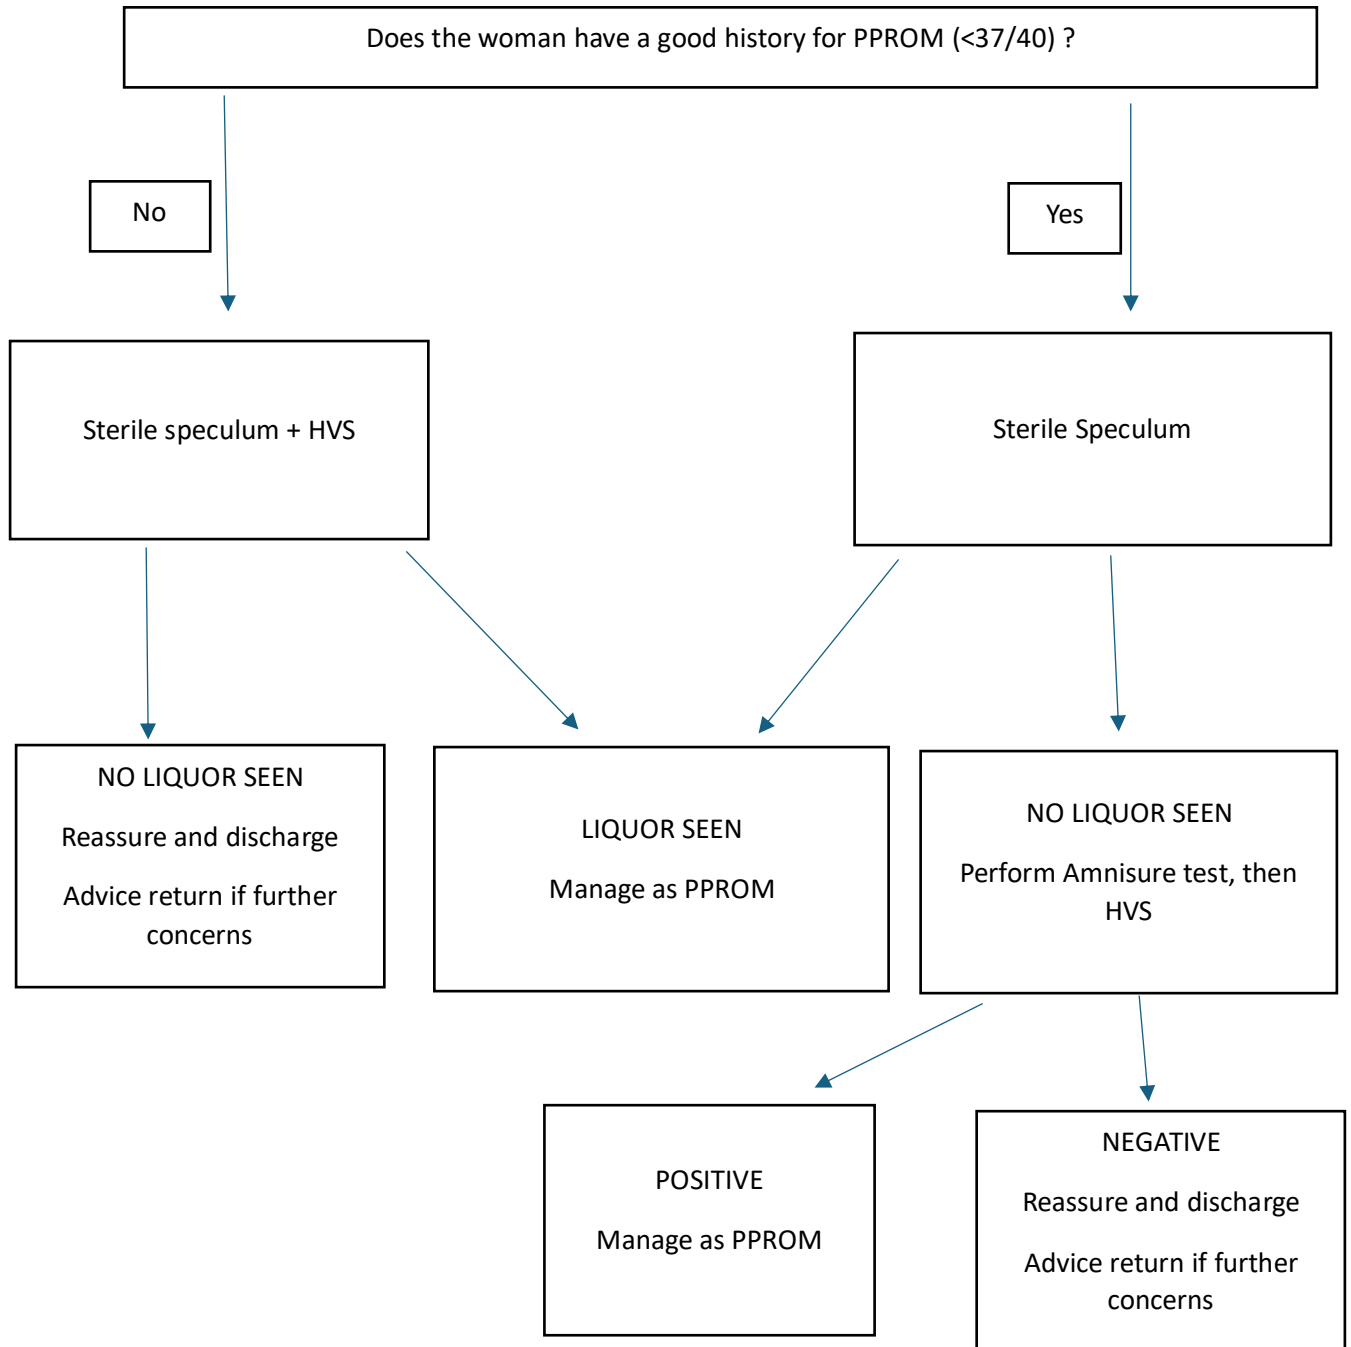 Does the woman have a good history for PPROM (<37/40) ?
No
Yes
Sterile speculum + HVS
Sterile Speculum
NO LIQUOR SEEN
Reassure and discharge
Advice return if further
concerns
LIQUOR SEEN
Manage as PPROM
NO LIQUOR SEEN
Perform Amnisure test, then
HVS
POSITIVE
Manage as PPROM
NEGATIVE
Reassure and discharge
Advice return if further
concerns